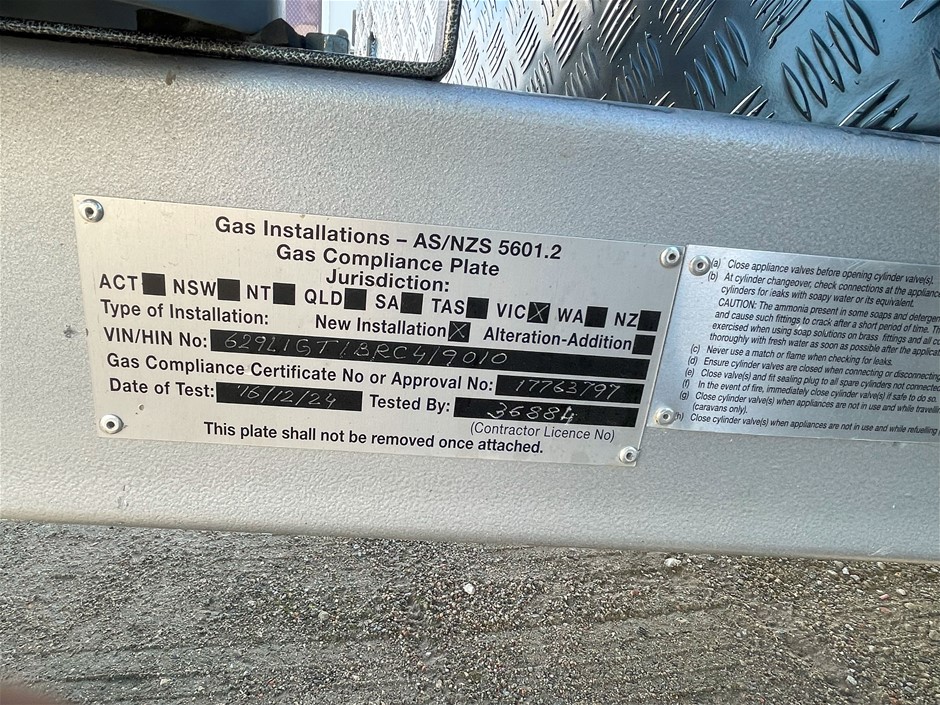 Gas Installations – AS/NZS 5601.2
Gas Compliance Plate
Jurisdiction:
ACT NSW NT QLD SA TAS VIC X WA NZ
Type of Installation: New Installation X Alteration-Addition
VIN/HIN No:
Gas Compliance Certificate No or Approval No: 17763797
Date of Test: 16/12/24 Tested By: 36884
(Contractor Licence No)
This plate shall not be removed once attached.
(a) Close appliance valves before opening cylinder valve(s).
(b) At cylinder changeover, check connections at the appliance
cylinders for leaks with soapy water or its equivalent.
CAUTION: The ammonia present in some soaps and detergen
and cause such fittings to crack after a short period of time. Th
exercised when using soap solutions on brass fittings and all co
thoroughly with fresh water as soon as possible after the applicati
(c) Never use a match or flame when checking for leaks.
(d) Ensure cylinder valves are closed when connecting or disconnecting
(e) Close valve(s) and fit sealing plug to all spare cylinders not connected
(f) In the event of fire, immediately close cylinder valve(s) if safe to do so.
(g) Close cylinder valve(s) when appliances are not in use and while travelli
(caravans only).
(h) Close cylinder valve(s) when appliances are not in use and while refuelling